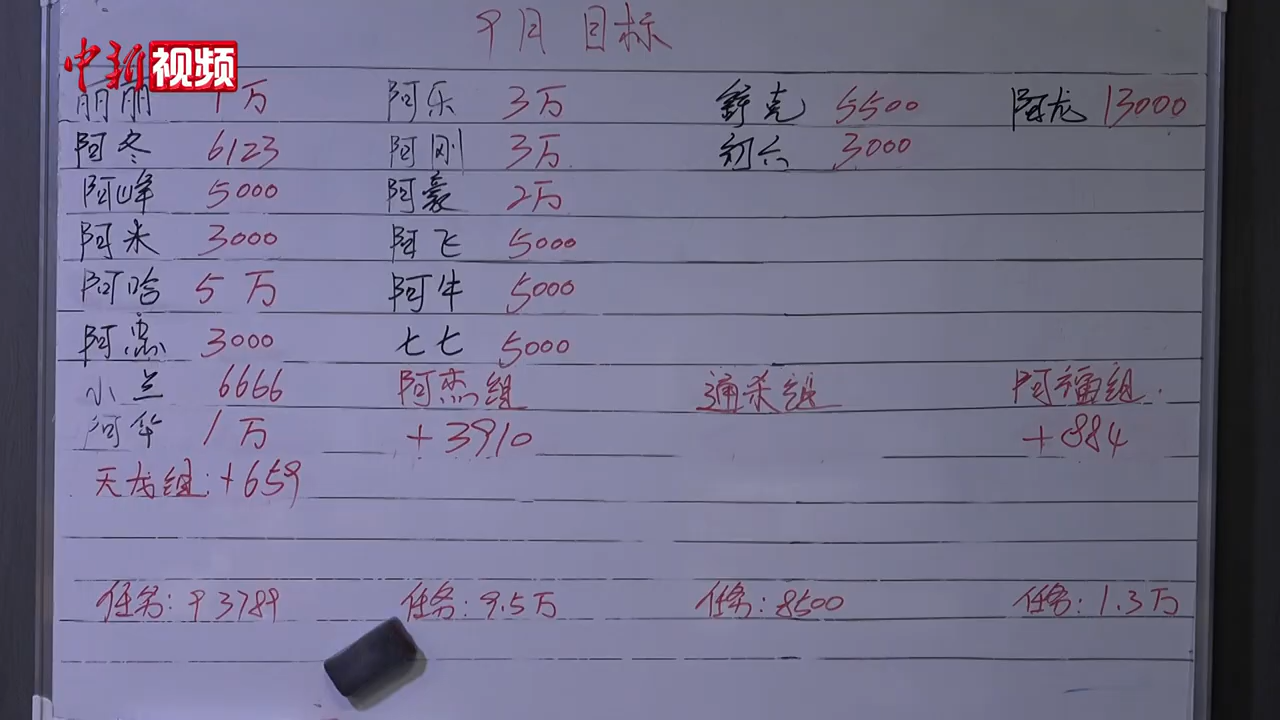 9月 目标
中新视频
丽丽 1万 阿乐 3万 舒克 5500 阿龙 13000
阿冬 6123 阿刚 3万 初六 3000
阿峰 5000 阿豪 2万
阿米 3000 阿飞 5000
阿哈 5万 阿牛 5000
阿惠 3000 七七 5000
小兰 6666 阿杰组 通杀组 阿福组.
阿华 1万 +3910 +884
天龙组:+659
任务:93789 任务:9.5万 任务:8500 任务:1.3万